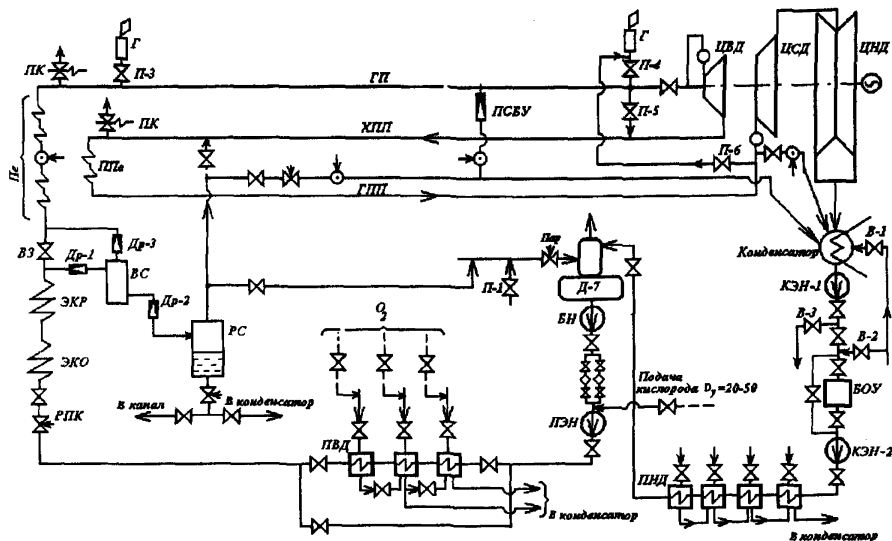 Г
Г
ЦВД
ЦСД
ЦНД
ПК
П-3
ГП
П-4
ПСБУ
П-5
ПК
ХПП
П-6
Пе
ППе
ГПП
В-1
Др-3
Конденсатор
ВЗ
Др-1
ВС
Пар
КЭН-1
Д-7
П-1
В-3
ЭКР
Др-2
БН
В-2
РС
O2
ЭКО
Подача
кислорода Dу=20-50
БОУ
РПК
В канал
В конденсатор
ПЭН
ПВД
КЭН-2
ПНД
В конденсатор
В конденсатор